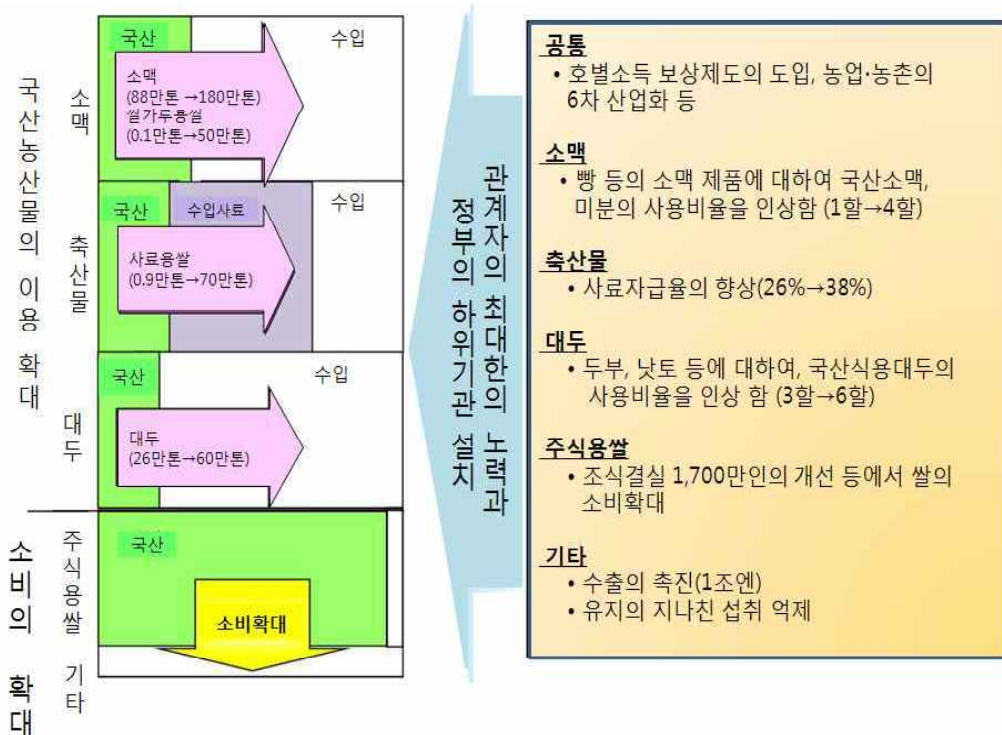 국산농산물의 이용 확대
소비의 확대
소맥
국산
수입
소맥
(88만톤 →180만톤)
쌀가두용쌀
(0.1만톤→50만톤)
축산물
국산
수입사료
수입
사료용쌀
(0.9만톤→70만톤)
대두
국산
수입
대두
(26만톤→60만톤)
주식용쌀
국산
소비확대
기타
관계자의 최대한의 노력과
정부의 하위기관 설치
공통
• 호별소득 보상제도의 도입, 농업·농촌의
6차 산업화 등
소맥
• 빵 등의 소맥 제품에 대하여 국산소맥,
미분의 사용비율을 인상함 (1할→4할)
축산물
• 사료자급율의 향상(26%→38%)
대두
• 두부, 낫토 등에 대하여, 국산식용대두의
사용비율을 인상 함 (3할→6할)
주식용쌀
• 조식결실 1,700만인의 개선 등에서 쌀의
소비확대
기타
• 수출의 촉진(1조엔)
• 유지의 지나친 섭취 억제